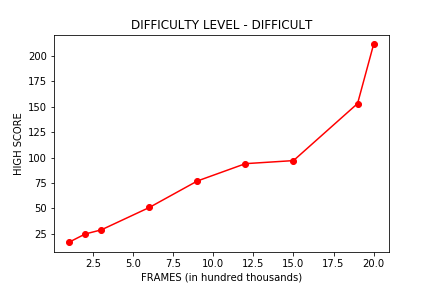 DIFFICULTY LEVEL - DIFFICULT
HIGH SCORE
200
175
150
125
100
75
50
25
2.5 5.0 7.5 10.0 12.5 15.0 17.5 20.0
FRAMES (in hundred thousands)